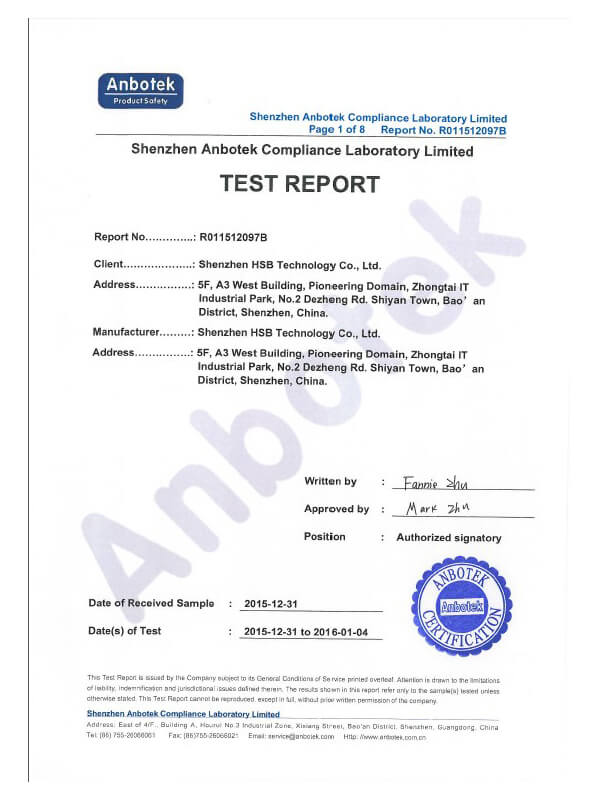 Anbotek
Product Safety
Shenzhen Anbotek Compliance Laboratory Limited
Page 1 of 8 Report No. R011512097B
Shenzhen Anbotek Compliance Laboratory Limited
TEST REPORT
Report No..............: R011512097B
Client.....................: Shenzhen HSB Technology Co., Ltd.
Address.................: 5F, A3 West Building, Pioneering Domain, Zhongtai IT
Industrial Park, No.2 Dezheng Rd. Shiyan Town, Bao' an
District, Shenzhen, China.
Manufacturer.........: Shenzhen HSB Technology Co., Ltd.
Address.................: 5F, A3 West Building, Pioneering Domain, Zhongtai IT
Industrial Park, No.2 Dezheng Rd. Shiyan Town, Bao' an
District, Shenzhen, China.
Anbotek
Written by : Fannie Zhu
Approved by : Mark Zhu
Position : Authorized signatory
ANBOTEK
Anbotek
CERTIFICATION
Date of Received Sample : 2015-12-31
Date(s) of Test : 2015-12-31 to 2016-01-04
This Test Report is issued by the Company subject to its General Conditions of Service printed overleaf. Attention is drawn to the limitations
of liability, indemnification and jurisdictional issues defined therein. The results shown in this report refer only to the sample(s) tested unless
otherwise stated. This Test Report cannot be reproduced, except in full, without prior written permission of the company.
Shenzhen Anbotek Compliance Laboratory Limited
Address: East of 4/F., Building A, Hourui No.3 Industrial Zone, Xixiang Street, Bao'an District, Shenzhen, Guangdong, China
Tel: (86) 755-26066061 Fax: (86)755-26066021 Email: service@anbotek.com Http: //www.anbotek.com.cn